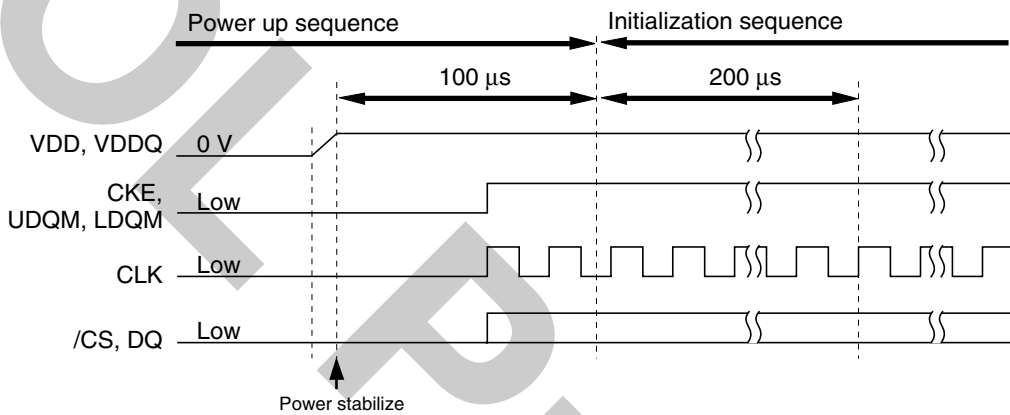 Power up sequence
Initialization sequence
100 μs
200 μs
VDD, VDDQ
0 V
CKE,
UDQM, LDQM
Low
CLK
Low
/CS, DQ
Low
Power stabilize